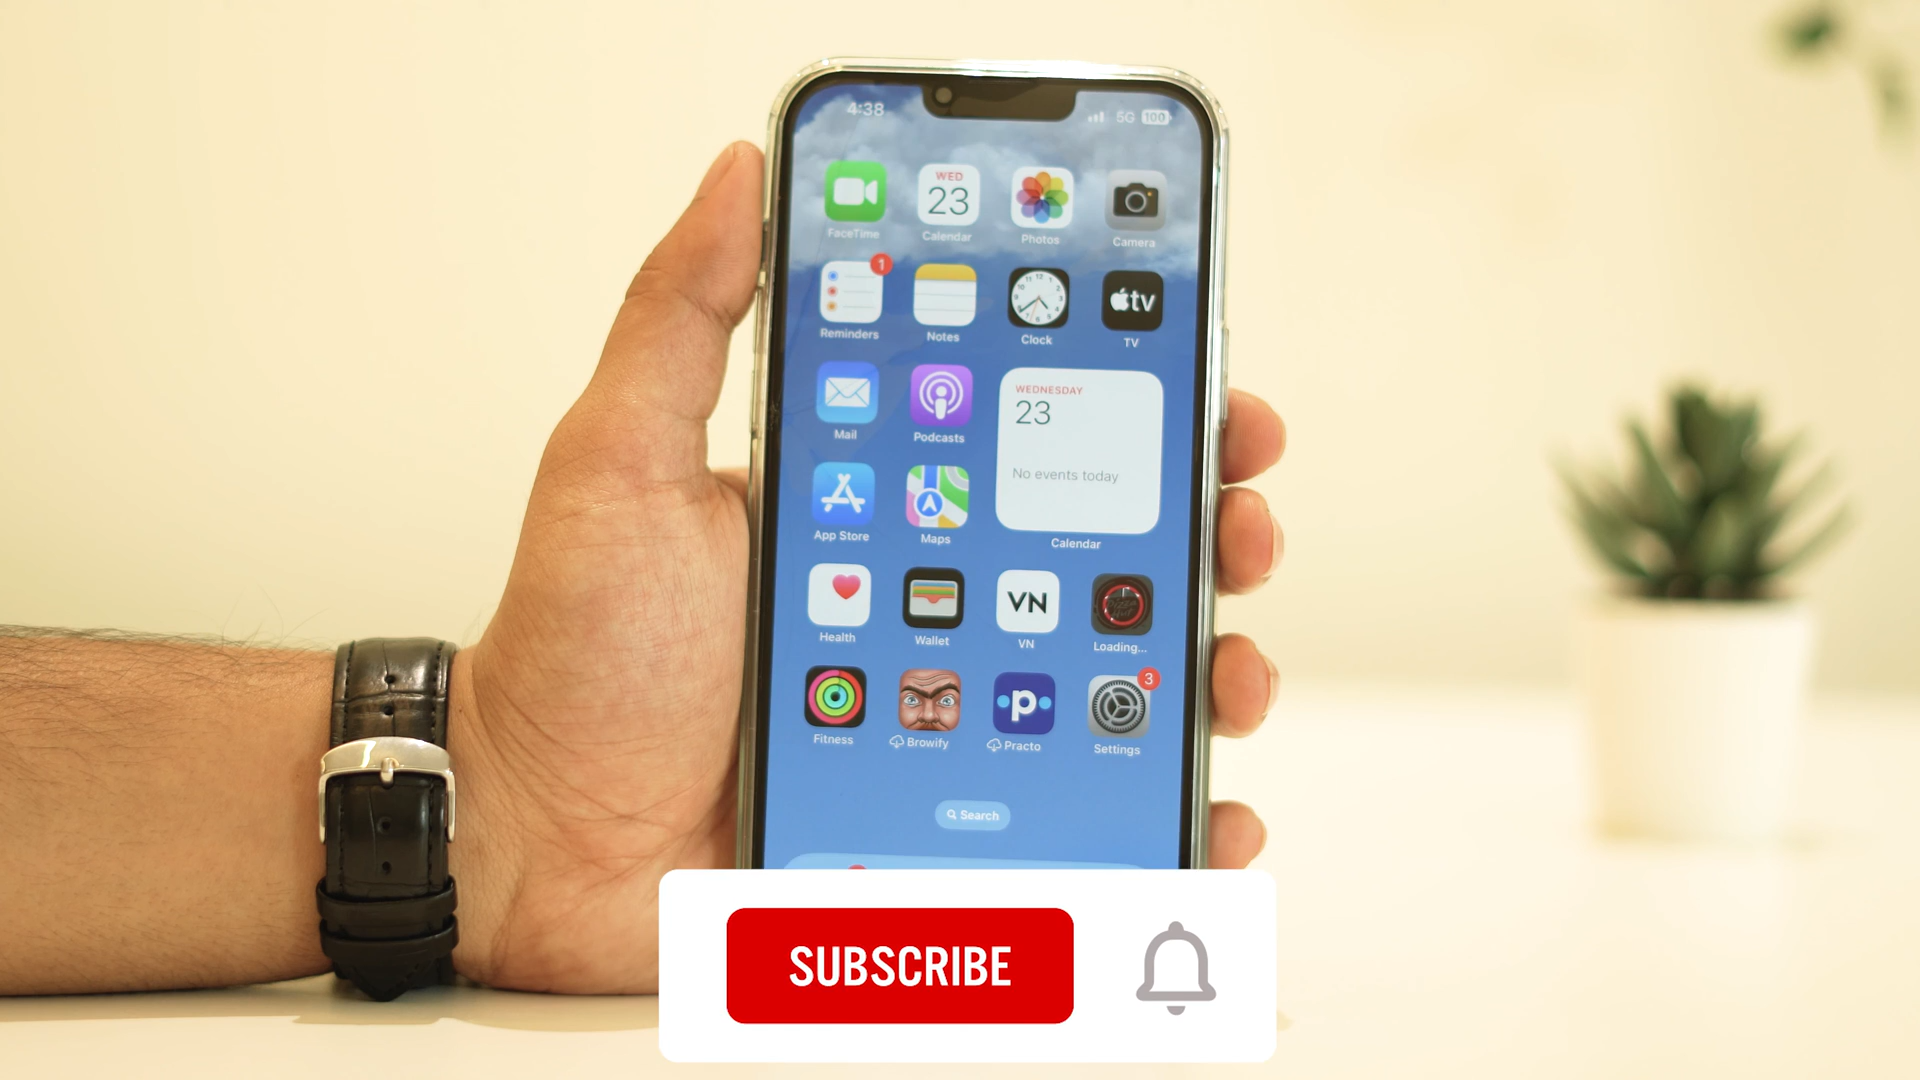 4:38
5G 100
WED
23
FaceTime
Calendar
Photos
Camera
1
tv
Reminders
Notes
Clock
TV
WEDNESDAY
23
No events today
Mail
Podcasts
App Store
Maps
Calendar
VN
Health
Wallet
VN
Loading...
3
p
Fitness
Browify
Practo
Settings
Search
SUBSCRIBE